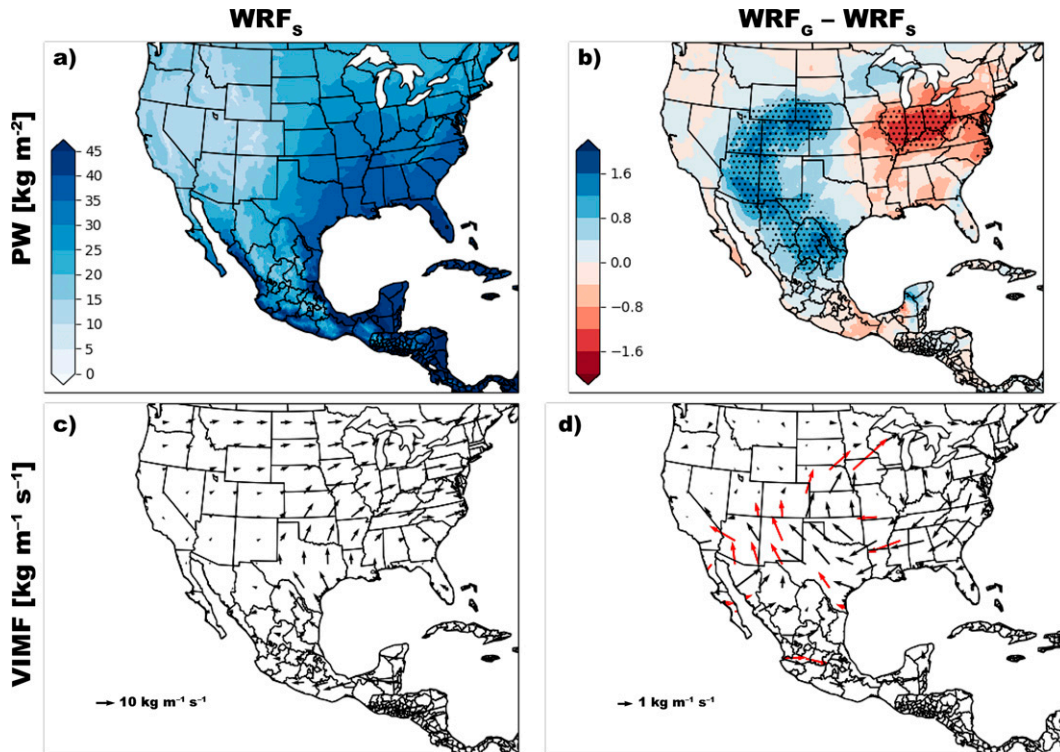 WRFS
WRFG – WRFS
PW [kg m−2]
a)
45
40
35
30
25
20
15
10
5
0
b)
1.6
0.8
0.0
−0.8
−1.6
VIMF [kg m−1 s−1]
c)
10 kg m−1 s−1
d)
1 kg m−1 s−1